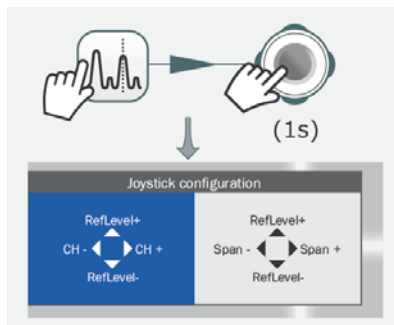 (1s)
Joystick configuration
RefLevel+
CH - CH +
RefLevel-
RefLevel+
Span - Span +
RefLevel-